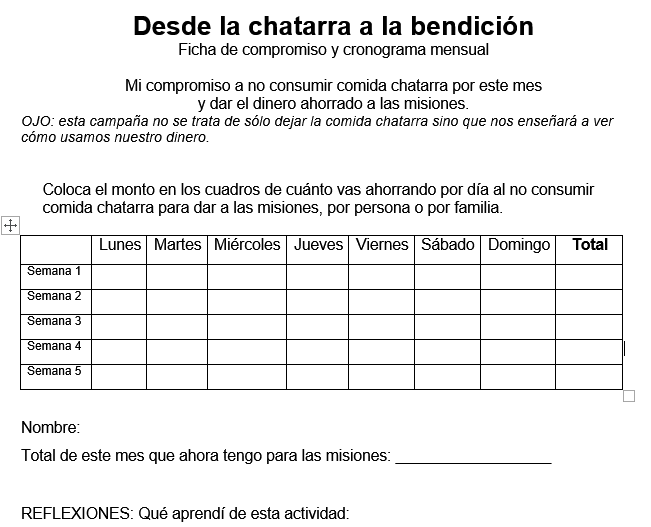 Desde la chatarra a la bendición
Ficha de compromiso y cronograma mensual
Mi compromiso a no consumir comida chatarra por este mes
y dar el dinero ahorrado a las misiones.
OJO: esta campaña no se trata de sólo dejar la comida chatarra sino que nos enseñará a ver
cómo usamos nuestro dinero.
Coloca el monto en los cuadros de cuánto vas ahorrando por día al no consumir
comida chatarra para dar a las misiones, por persona o por familia.
Lunes Martes Miércoles Jueves Viernes Sábado Domingo Total
Semana 1
Semana 2
Semana 3
Semana 4
Semana 5
Nombre:
Total de este mes que ahora tengo para las misiones: __________________
REFLEXIONES: Qué aprendí de esta actividad: